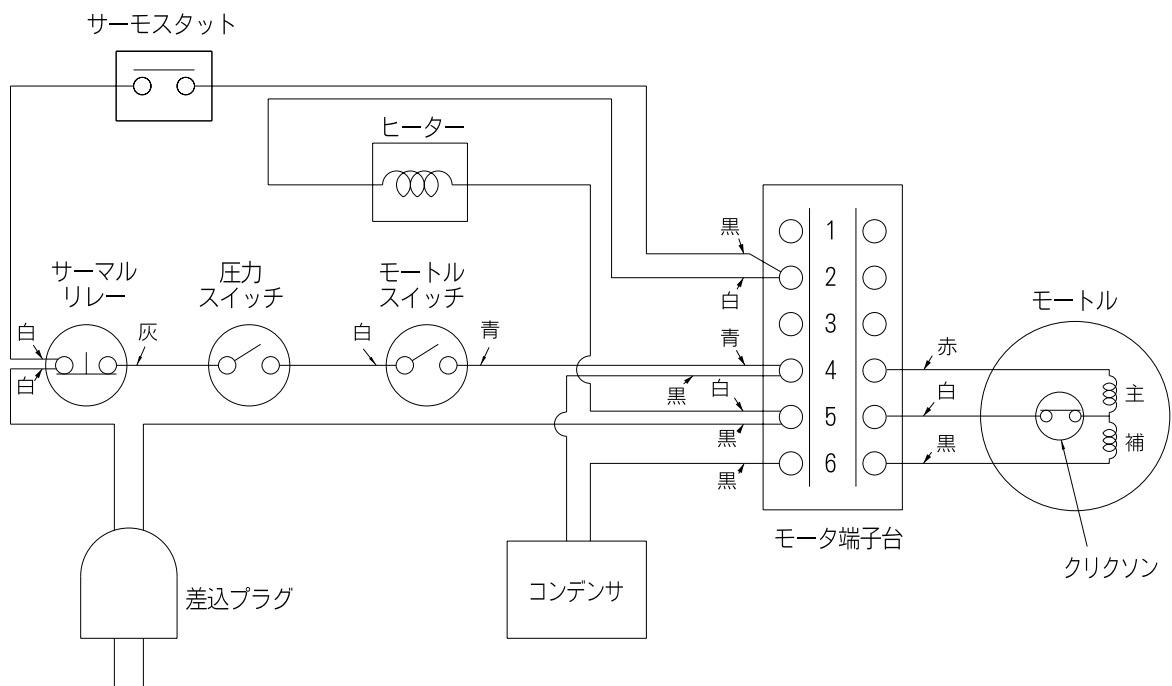 サーモスタット
ヒーター
黒
1
2
白
サーマル
リレー
圧力
スイッチ
モートル
スイッチ
モートル
3
白
灰
白
青
青
赤
白
黒
4
主
白
白
5
黒
補
黒
黒
6
モータ端子台
クリクソン
差込プラグ
コンデンサ